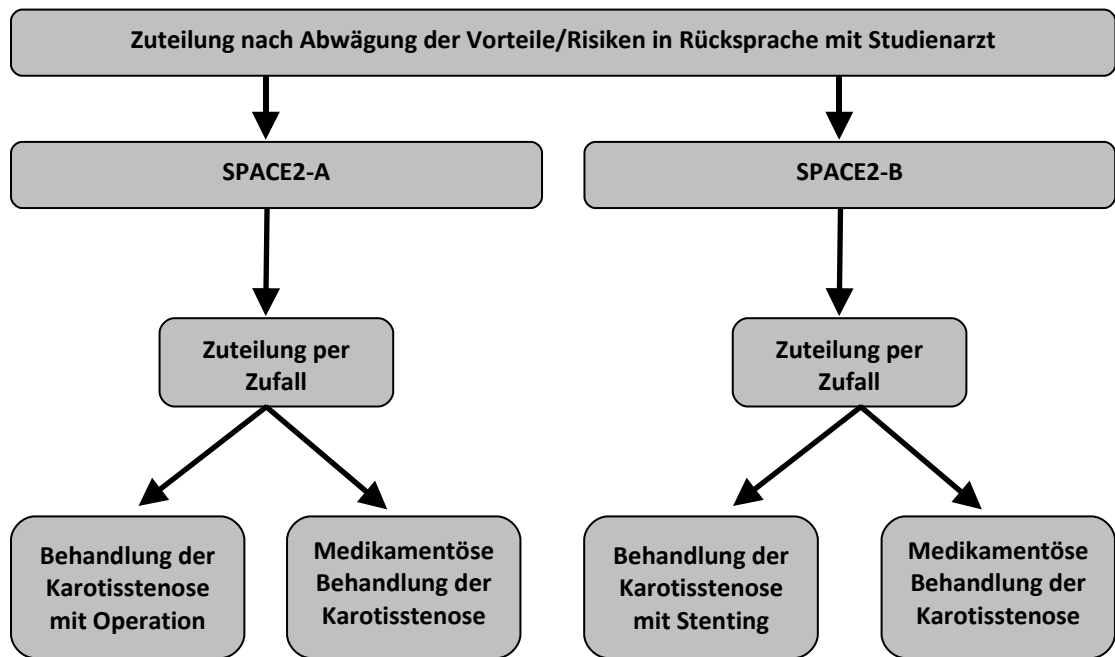 Zuteilung nach Abwägung der Vorteile/Risiken in Rücksprache mit Studienarzt
SPACE2-A
SPACE2-B
Zuteilung per
Zufall
Zuteilung per
Zufall
Behandlung der
Karotisstenose
mit Operation
Medikamentöse
Behandlung der
Karotisstenose
Behandlung der
Karotisstenose
mit Stenting
Medikamentöse
Behandlung der
Karotisstenose